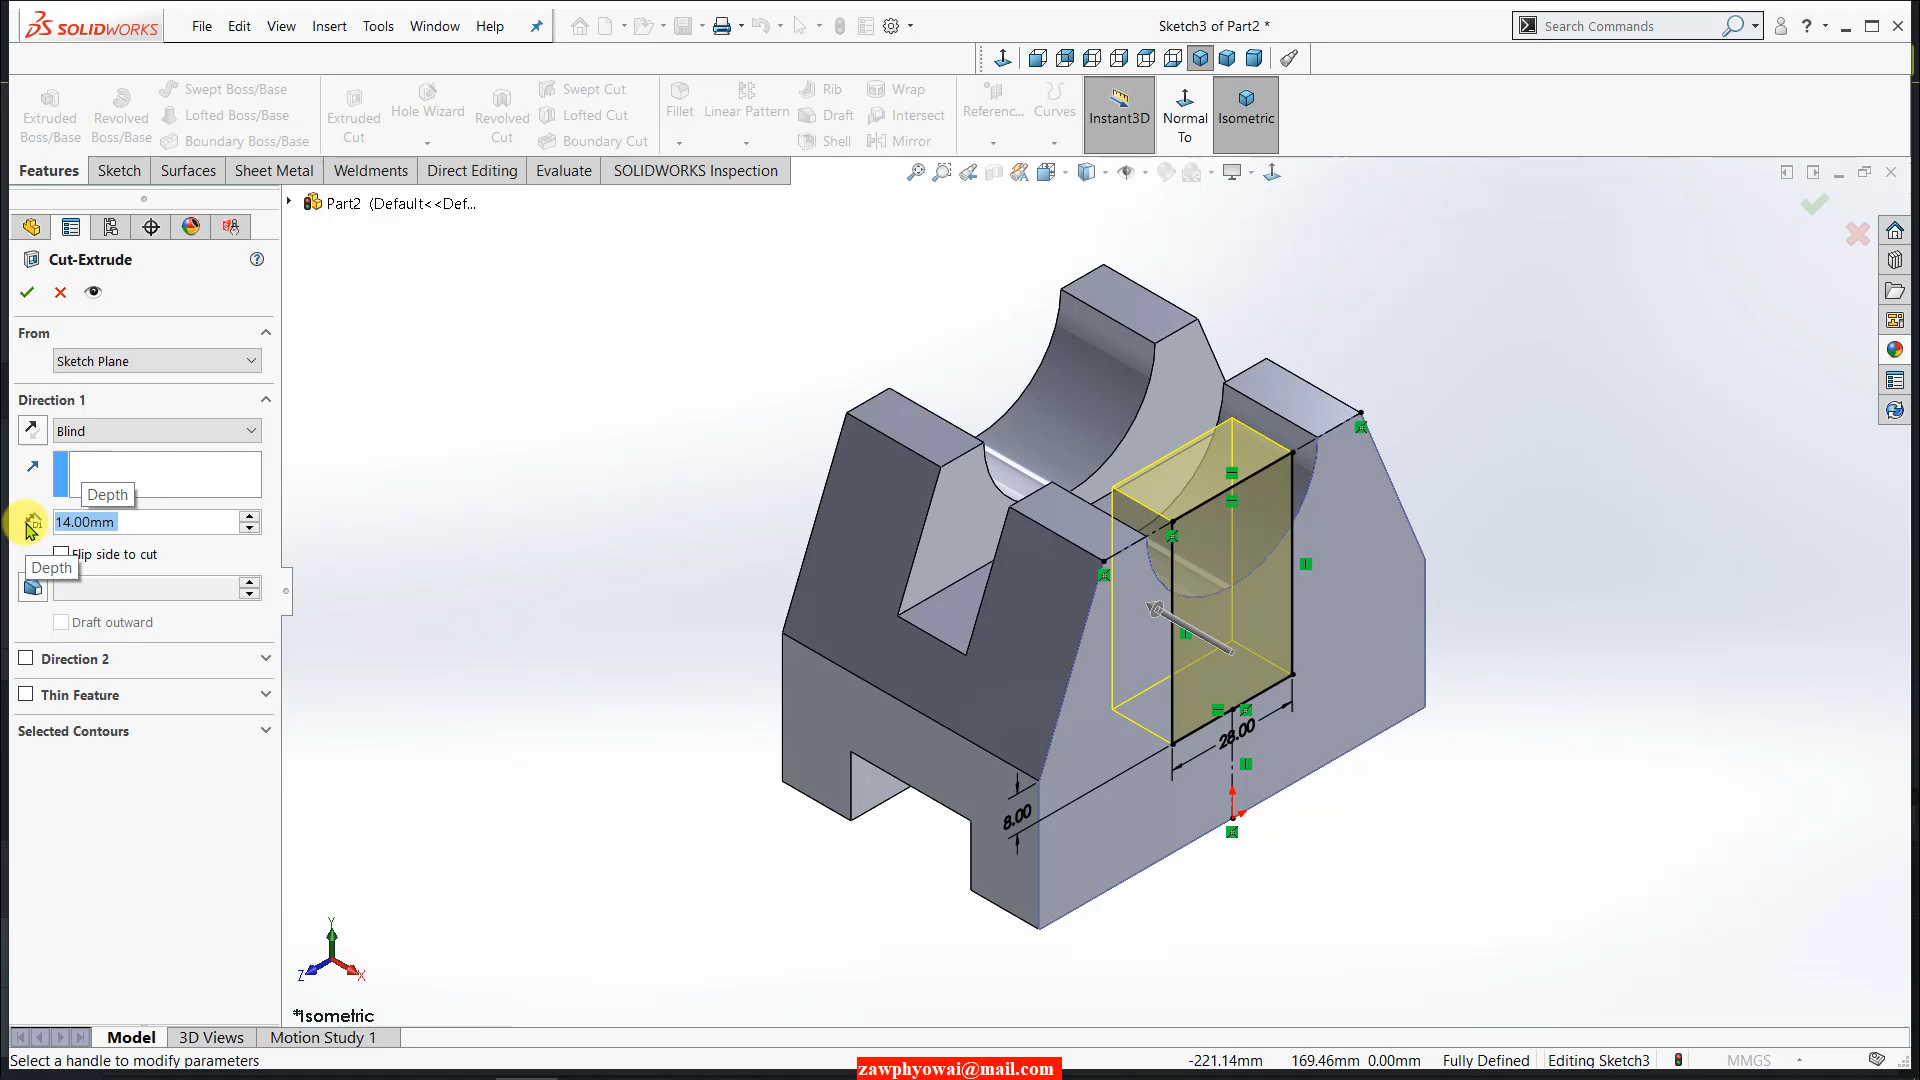 SOLIDWORKS File Edit View Insert Tools Window Help Sketch3 of Part2 * Search Commands ?
Extruded Boss/Base
Revolved Boss/Base
Swept Boss/Base
Lofted Boss/Base
Boundary Boss/Base
Extruded Cut
Hole Wizard
Revolved Cut
Swept Cut
Lofted Cut
Boundary Cut
Fillet
Linear Pattern
Rib
Draft
Shell
Wrap
Intersect
Mirror
Referenc...
Curves
Instant3D
Normal To
Isometric
Features Sketch Surfaces Sheet Metal Weldments Direct Editing Evaluate SOLIDWORKS Inspection
Part2 (Default<<Def...
Cut-Extrude
From
Sketch Plane
Direction 1
Blind
Depth
14.00mm
Flip side to cut
Depth
Draft outward
Direction 2
Thin Feature
Selected Contours
28.00
8.00
Y
Z
X
*Isometric
Model 3D Views Motion Study 1
Select a handle to modify parameters
zawphyowai@mail.com
-221.14mm 169.46mm 0.00mm Fully Defined Editing Sketch3 MMGS